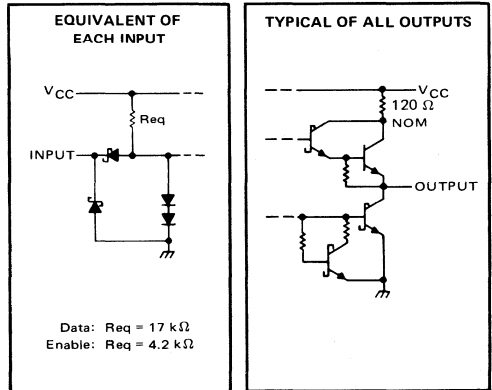 EQUIVALENT OF
EACH INPUT
VCC
Req
INPUT
Data: Req = 17 kΩ
Enable: Req = 4.2 kΩ
TYPICAL OF ALL OUTPUTS
VCC
120 Ω
NOM
OUTPUT